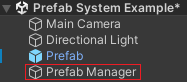 Prefab System Example*
Main Camera
Directional Light
Prefab
Prefab Manager